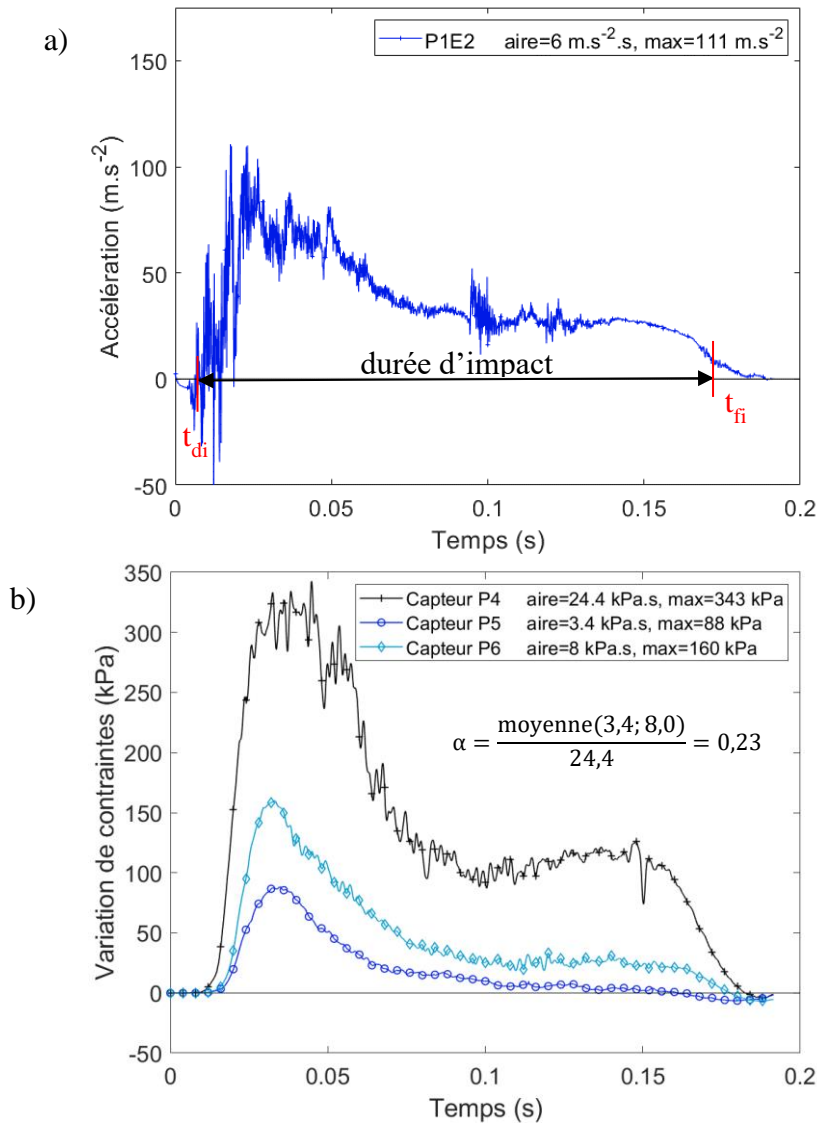 a)
P1E2 aire=6 m.s-2.s, max=111 m.s-2
150
100
50
0
-50
Accélération (m.s-2)
durée d’impact
tdi
tfi
0 0.05 0.1 0.15 0.2
Temps (s)
b)
350
300
250
200
150
100
50
0
-50
Variation de contraintes (kPa)
Capteur P4 aire=24.4 kPa.s, max=343 kPa
Capteur P5 aire=3.4 kPa.s, max=88 kPa
Capteur P6 aire=8 kPa.s, max=160 kPa
α = moyenne(3,4; 8,0) / 24,4 = 0,23
0 0.05 0.1 0.15 0.2
Temps (s)